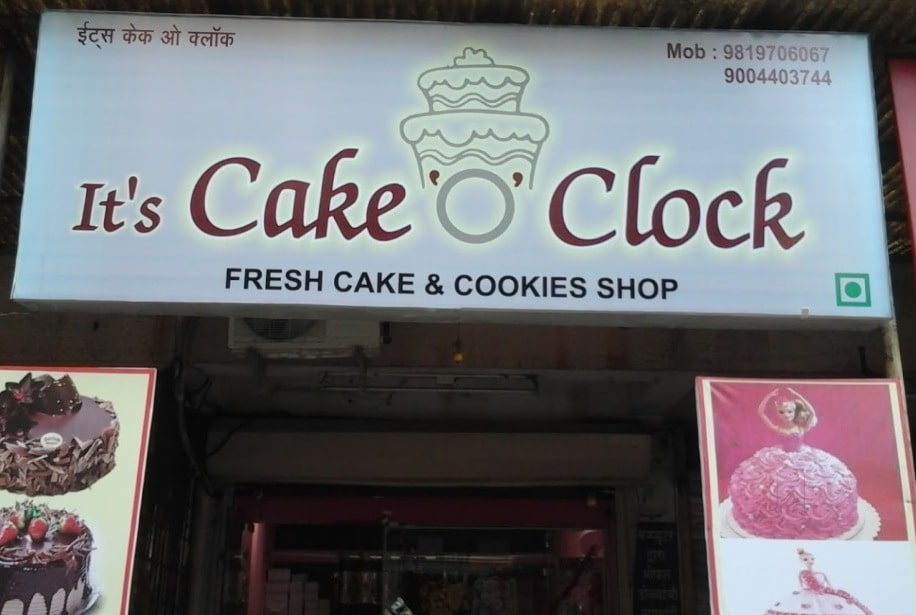 ईट्स केक ओ क्लॉक
Mob : 9819706067
9004403744
It's Cake 'O' Clock
FRESH CAKE & COOKIES SHOP